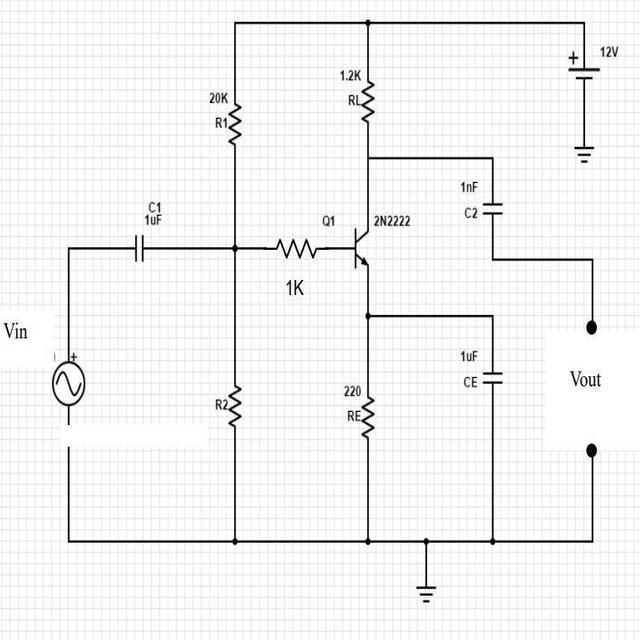 12V
1.2K
RL
20K
R1
1nF
C2
C1
1uF
Q1
2N2222
1K
Vin
+
+
1uF
CE
Vout
220
RE
R2